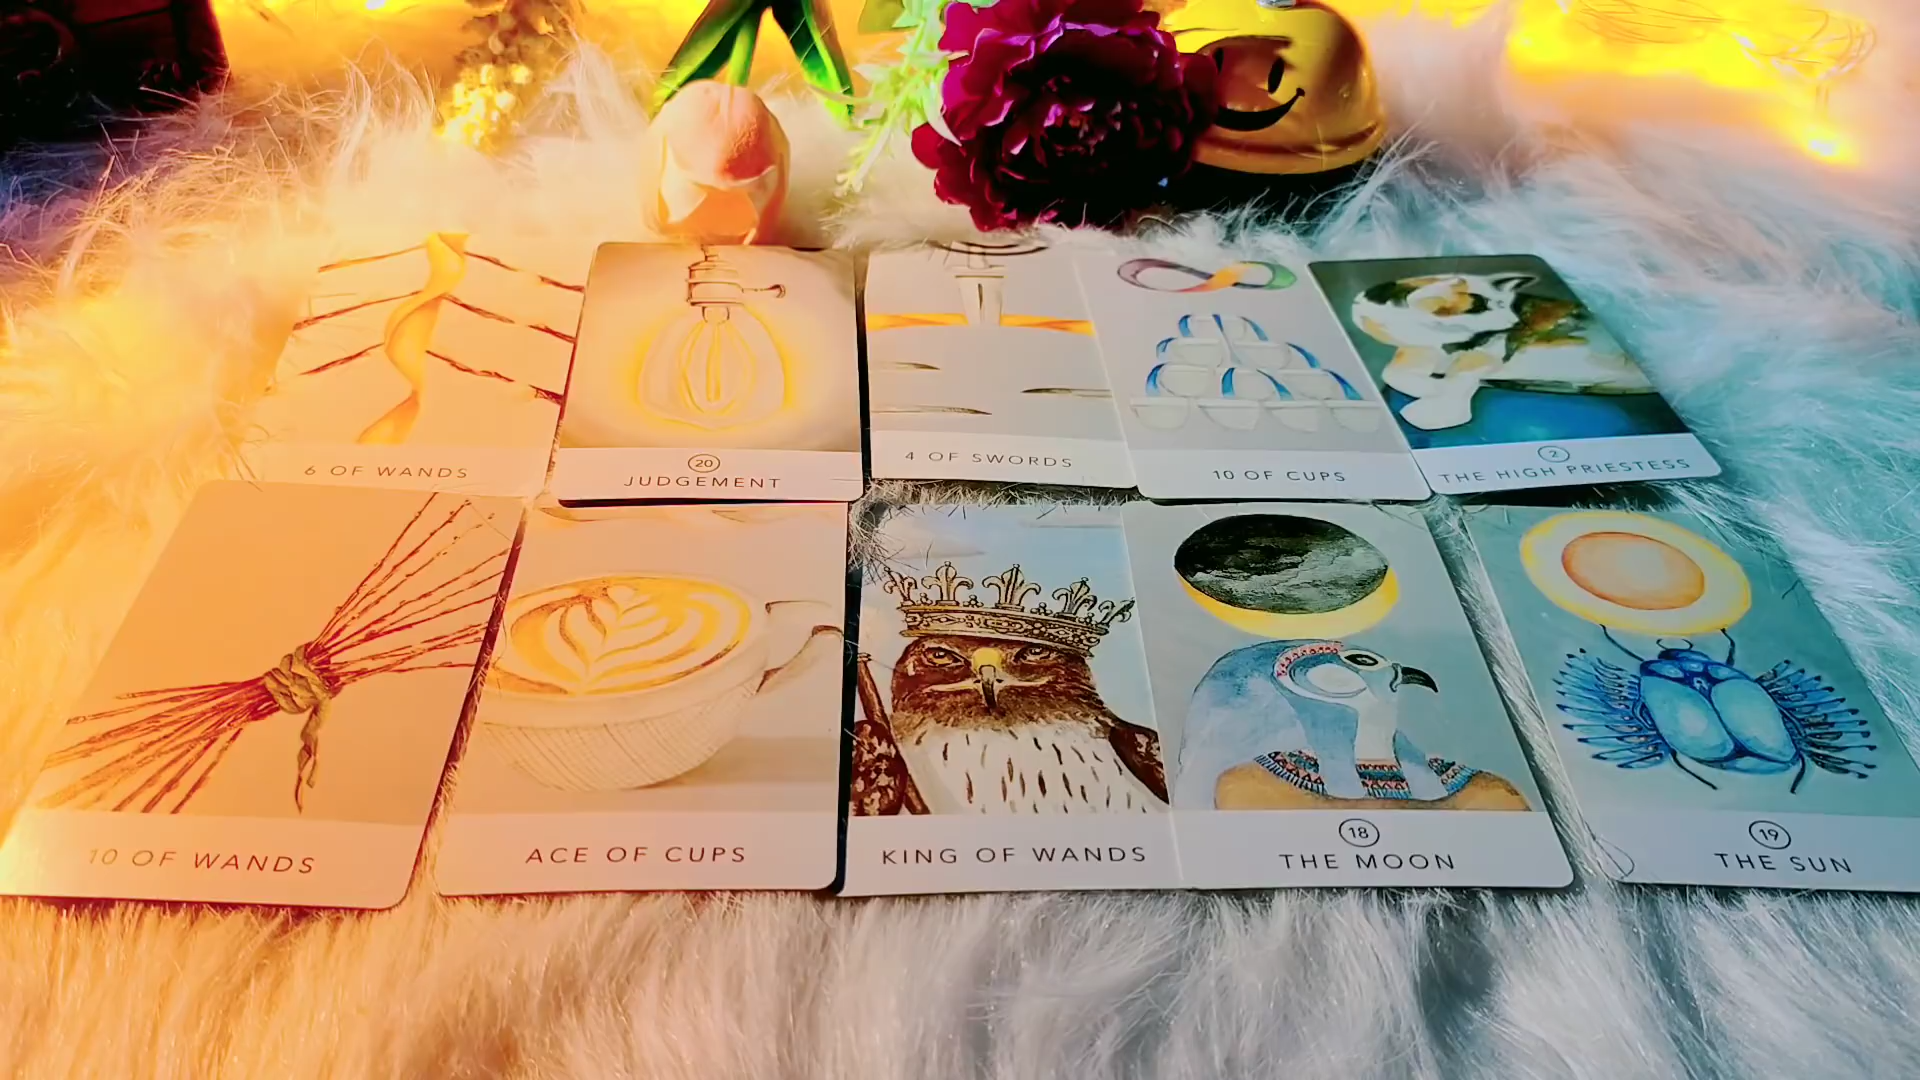 6 OF WANDS
20
JUDGEMENT
4 OF SWORDS
10 OF CUPS
2
THE HIGH PRIESTESS
10 OF WANDS
ACE OF CUPS
KING OF WANDS
18
THE MOON
19
THE SUN